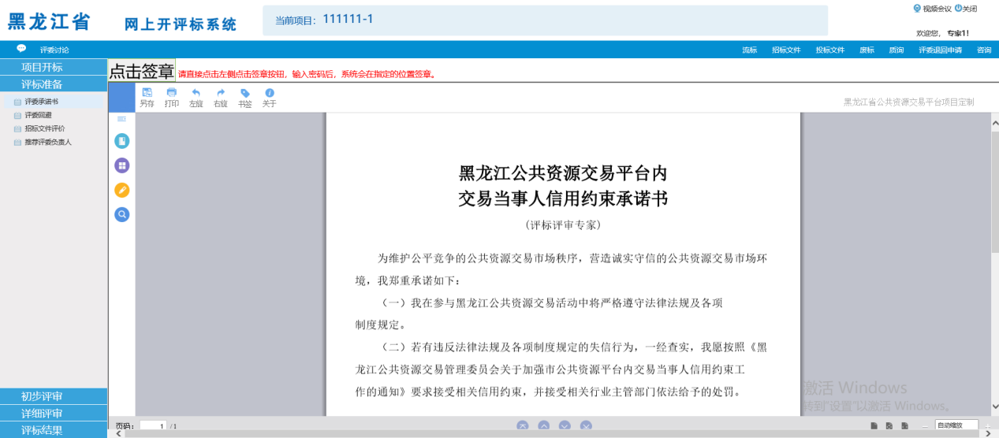 黑龙江省
网上开评标系统
当前项目: 111111-1
视频会议 关闭
欢迎您, 专家1!
评委讨论
流标 招标文件 投标文件 废标 质询 评委退回申请 咨询
项目开标
评标准备
评委承诺书
评委回避
招标文件评价
推荐评委负责人
初步评审
详细评审
评标结果
点击签章 请直接点击左侧点击签章按钮，输入密码后，系统会在指定的位置签章。
另存 打印 左旋 右旋 书签 关于
黑龙江省公共资源交易平台项目定制
黑龙江公共资源交易平台内
交易当事人信用约束承诺书
（评标评审专家）
为维护公平竞争的公共资源交易市场秩序，营造诚实守信的公共资源交易市场环
境，我郑重承诺如下：
（一）我在参与黑龙江公共资源交易活动中将严格遵守法律法规及各项
制度规定。
（二）若有违反法律法规及各项制度规定的失信行为，一经查实，我愿按照《黑
龙江公共资源交易管理委员会关于加强市公共资源平台内交易当事人信用约束工
作的通知》要求接受相关信用约束，并接受相关行业主管部门依法给予的处罚。
激活 Windows
转到"设置"以激活 Windows。
页码: 1 /1
自动缩放